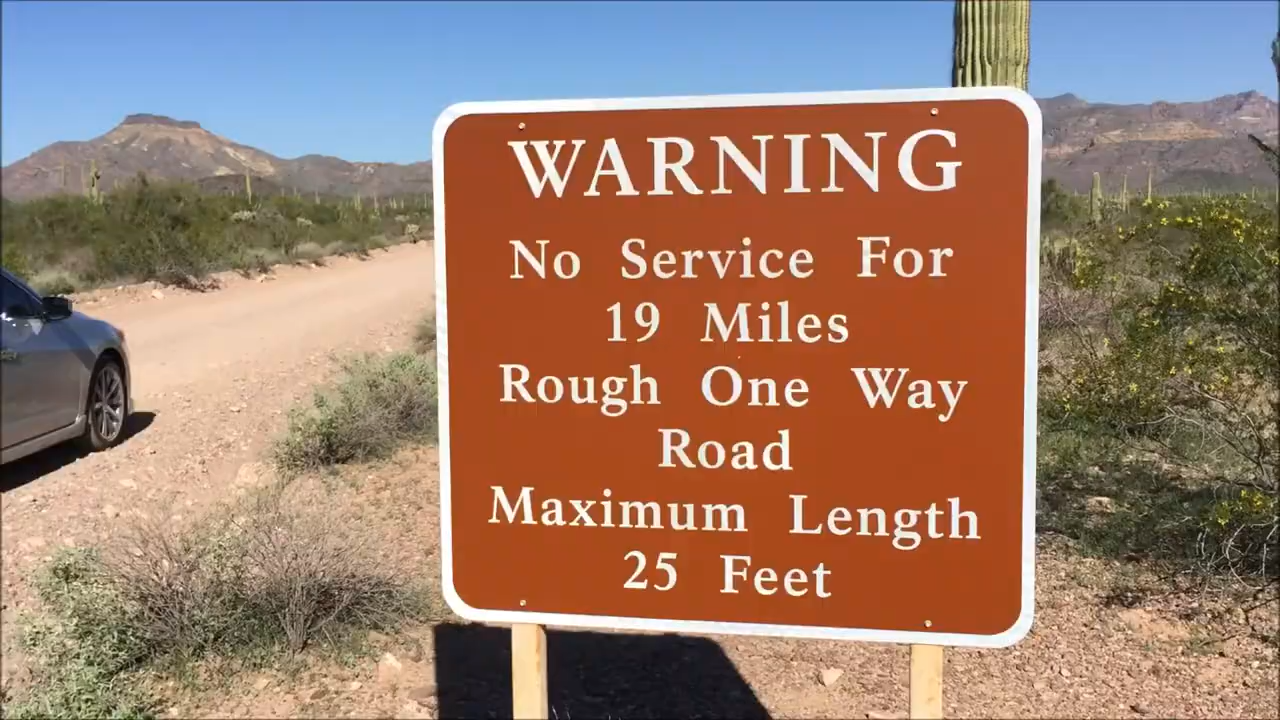 WARNING
No Service For
19 Miles
Rough One Way
Road
Maximum Length
25 Feet